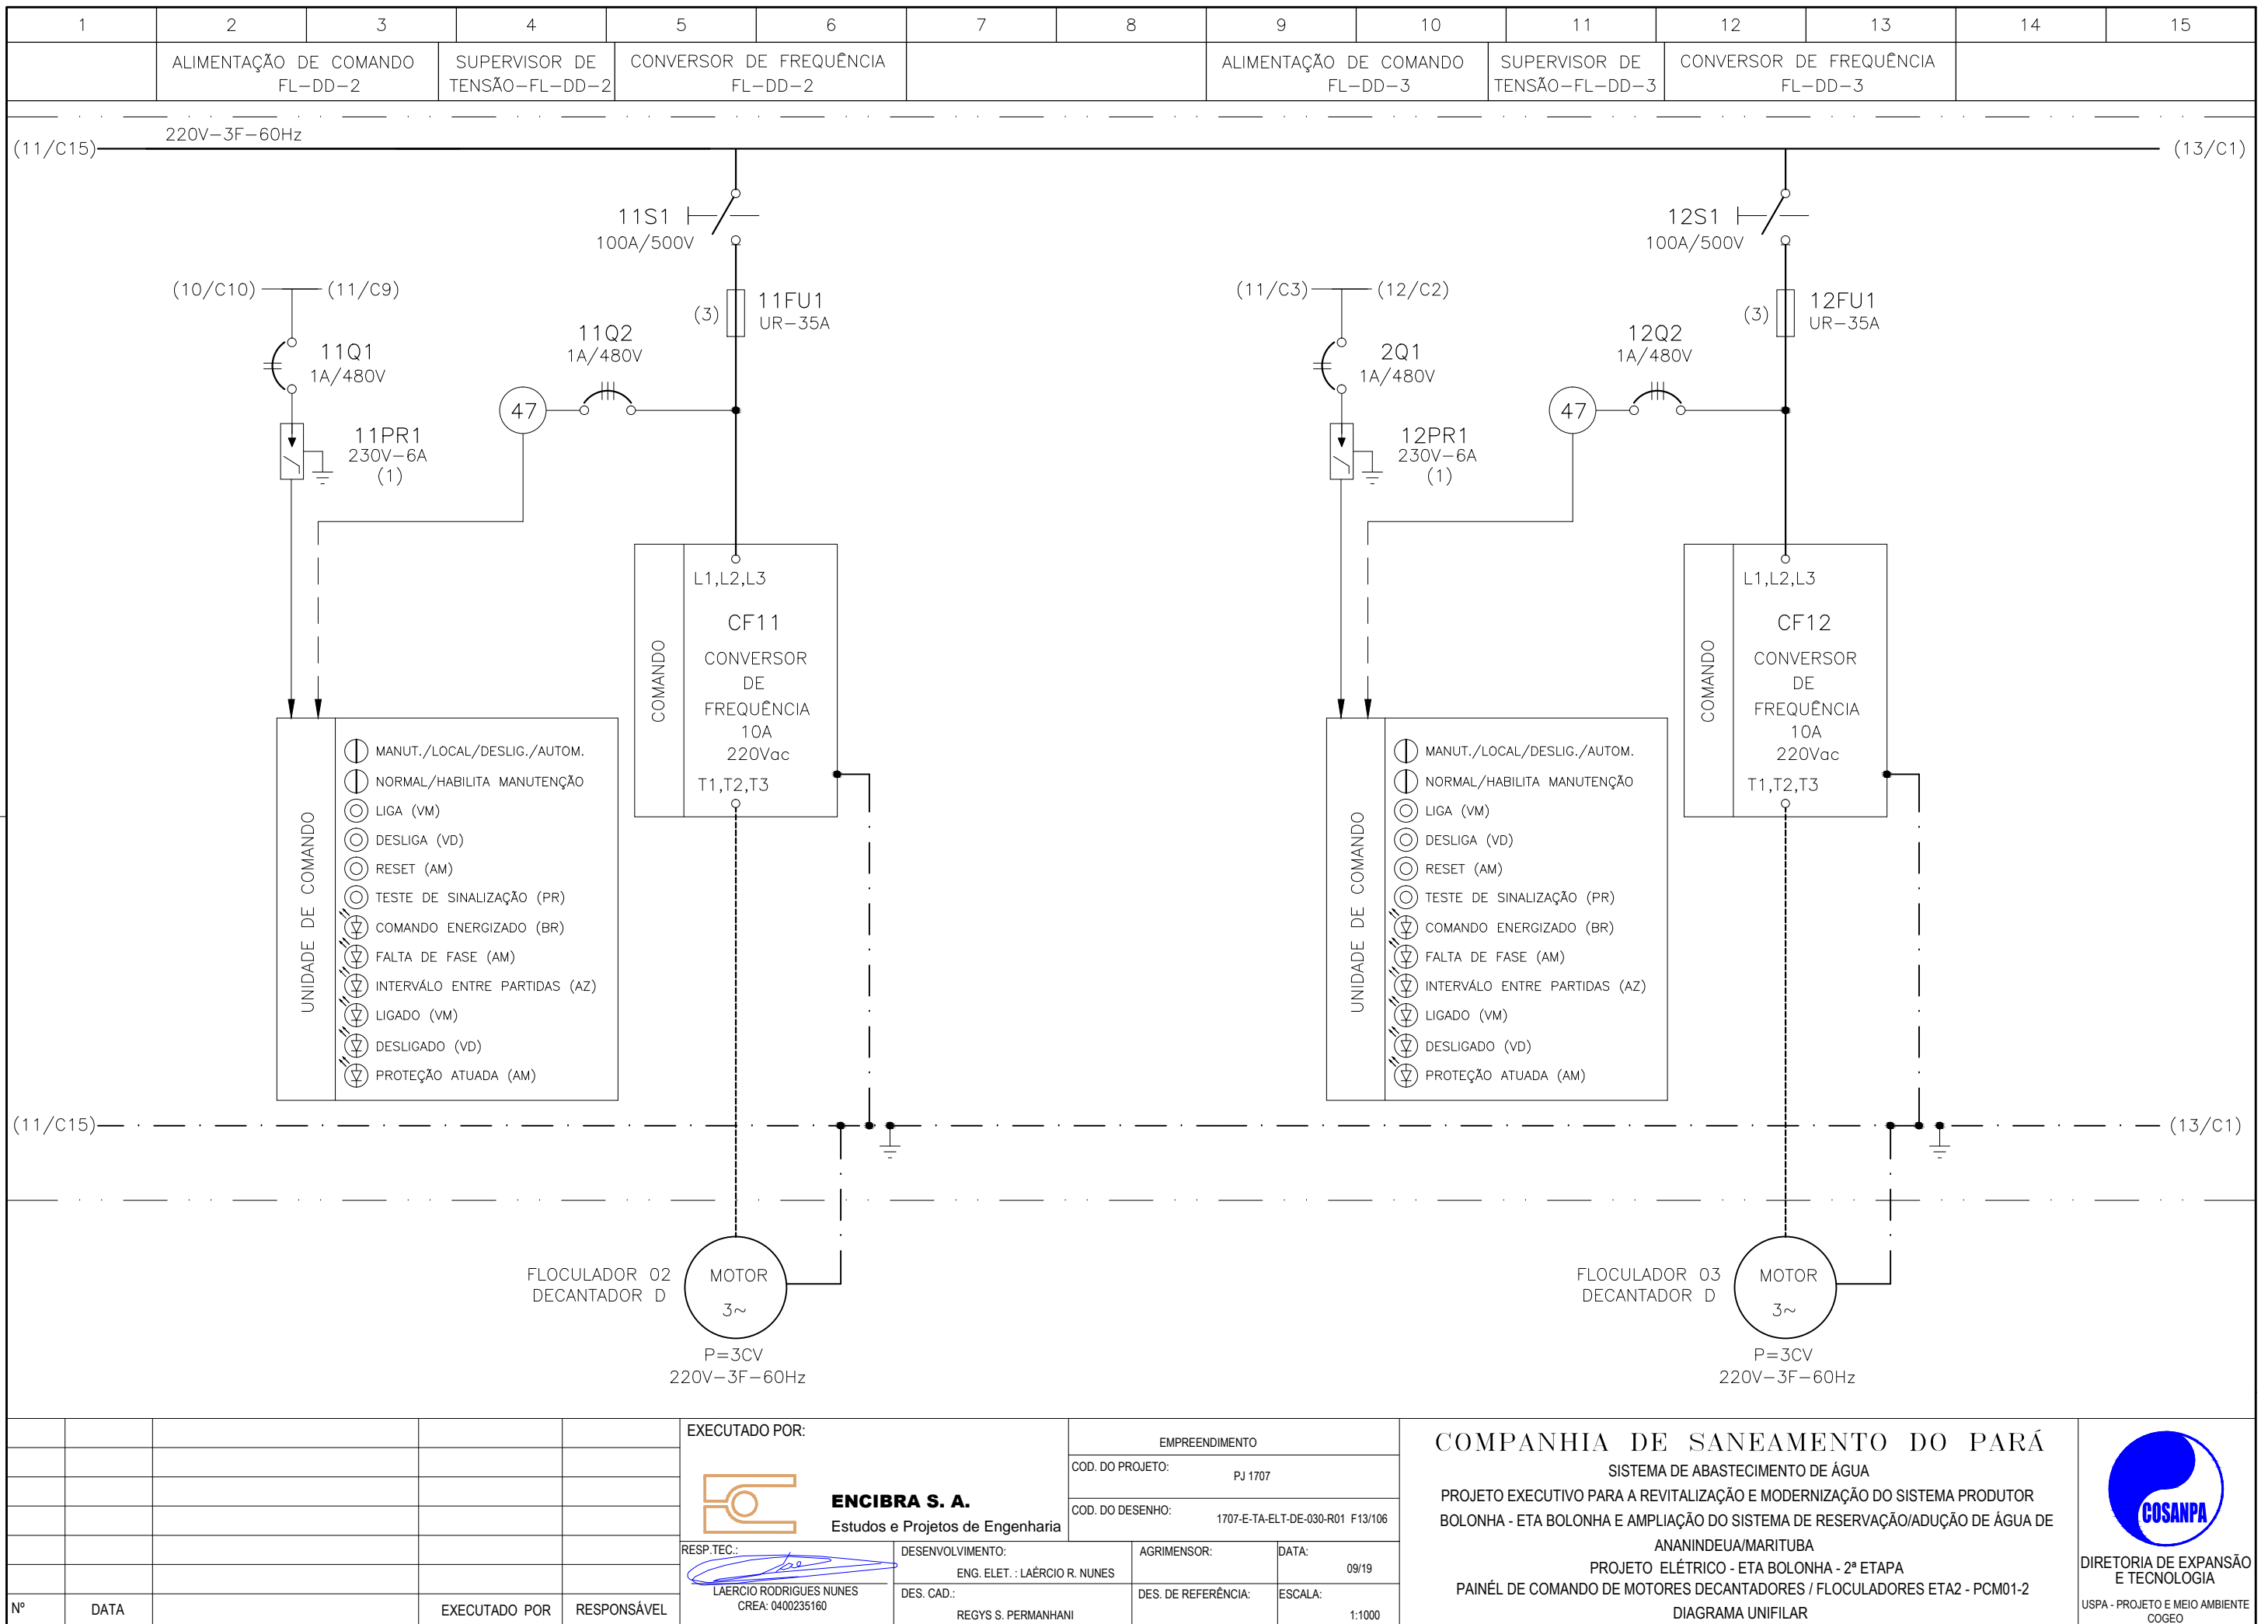 1 2 3 4 5 6 7 8 9 10 11 12 13 14 15
ALIMENTAÇÃO DE COMANDO
FL-DD-2
SUPERVISOR DE
TENSÃO-FL-DD-2
CONVERSOR DE FREQUÊNCIA
FL-DD-2
ALIMENTAÇÃO DE COMANDO
FL-DD-3
SUPERVISOR DE
TENSÃO-FL-DD-3
CONVERSOR DE FREQUÊNCIA
FL-DD-3
220V-3F-60Hz
(11/C15)
(13/C1)
11S1
100A/500V
(10/C10)
(11/C9)
(3)
11FU1
UR-35A
11Q1
1A/480V
11Q2
1A/480V
47
11PR1
230V-6A
(1)
L1,L2,L3
CF11
CONVERSOR
DE
FREQUÊNCIA
10A
220Vac
T1,T2,T3
COMANDO
UNIDADE DE COMANDO
MANUT./LOCAL/DESLIG./AUTOM.
NORMAL/HABILITA MANUTENÇÃO
LIGA (VM)
DESLIGA (VD)
RESET (AM)
TESTE DE SINALIZAÇÃO (PR)
COMANDO ENERGIZADO (BR)
FALTA DE FASE (AM)
INTERVÁLO ENTRE PARTIDAS (AZ)
LIGADO (VM)
DESLIGADO (VD)
PROTEÇÃO ATUADA (AM)
12S1
100A/500V
(11/C3)
(12/C2)
(3)
12FU1
UR-35A
2Q1
1A/480V
12Q2
1A/480V
47
12PR1
230V-6A
(1)
L1,L2,L3
CF12
CONVERSOR
DE
FREQUÊNCIA
10A
220Vac
T1,T2,T3
COMANDO
UNIDADE DE COMANDO
MANUT./LOCAL/DESLIG./AUTOM.
NORMAL/HABILITA MANUTENÇÃO
LIGA (VM)
DESLIGA (VD)
RESET (AM)
TESTE DE SINALIZAÇÃO (PR)
COMANDO ENERGIZADO (BR)
FALTA DE FASE (AM)
INTERVÁLO ENTRE PARTIDAS (AZ)
LIGADO (VM)
DESLIGADO (VD)
PROTEÇÃO ATUADA (AM)
(11/C15)
(13/C1)
FLOCULADOR 02
DECANTADOR D
MOTOR
3~
P=3CV
220V-3F-60Hz
FLOCULADOR 03
DECANTADOR D
MOTOR
3~
P=3CV
220V-3F-60Hz
Nº
DATA
EXECUTADO POR
RESPONSÁVEL
EXECUTADO POR:
ENCIBRA S. A.
Estudos e Projetos de Engenharia
EMPREENDIMENTO
COD. DO PROJETO:
PJ 1707
COD. DO DESENHO:
1707-E-TA-ELT-DE-030-R01 F13/106
RESP.TEC.:
LAERCIO RODRIGUES NUNES
CREA: 0400235160
DESENVOLVIMENTO:
ENG. ELET. : LAÉRCIO R. NUNES
AGRIMENSOR:
DATA:
09/19
DES. CAD.:
REGYS S. PERMANHANI
DES. DE REFERÊNCIA:
ESCALA:
1:1000
COMPANHIA DE SANEAMENTO DO PARÁ
SISTEMA DE ABASTECIMENTO DE ÁGUA
PROJETO EXECUTIVO PARA A REVITALIZAÇÃO E MODERNIZAÇÃO DO SISTEMA PRODUTOR
BOLONHA - ETA BOLONHA E AMPLIAÇÃO DO SISTEMA DE RESERVAÇÃO/ADUÇÃO DE ÁGUA DE
ANANINDEUA/MARITUBA
PROJETO ELÉTRICO - ETA BOLONHA - 2ª ETAPA
PAINÉL DE COMANDO DE MOTORES DECANTADORES / FLOCULADORES ETA2 - PCM01-2
DIAGRAMA UNIFILAR
COSANPA
DIRETORIA DE EXPANSÃO
E TECNOLOGIA
USPA - PROJETO E MEIO AMBIENTE
COGEO